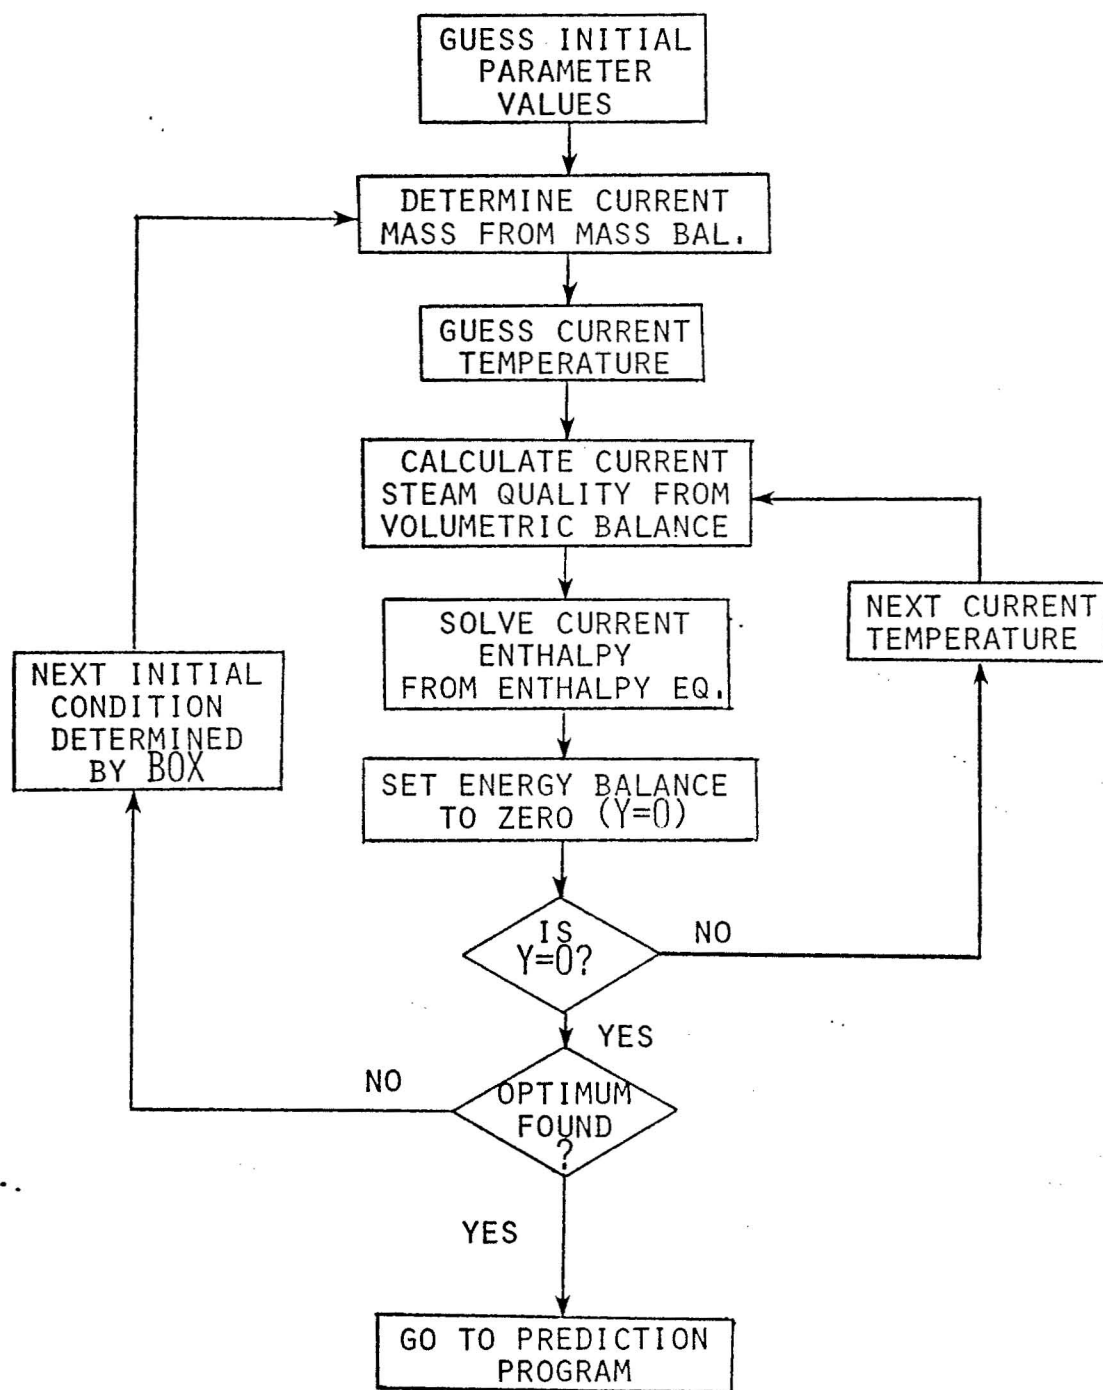 GUESS INITIAL
PARAMETER
VALUES
DETERMINE CURRENT
MASS FROM MASS BAL.
GUESS CURRENT
TEMPERATURE
CALCULATE CURRENT
STEAM QUALITY FROM
VOLUMETRIC BALANCE
SOLVE CURRENT
ENTHALPY
FROM ENTHALPY EQ.
NEXT CURRENT
TEMPERATURE
NEXT INITIAL
CONDITION
DETERMINED
BY BOX
SET ENERGY BALANCE
TO ZERO (Y=0)
IS
Y=0?
NO
YES
NO
OPTIMUM
FOUND
?
YES
GO TO PREDICTION
PROGRAM